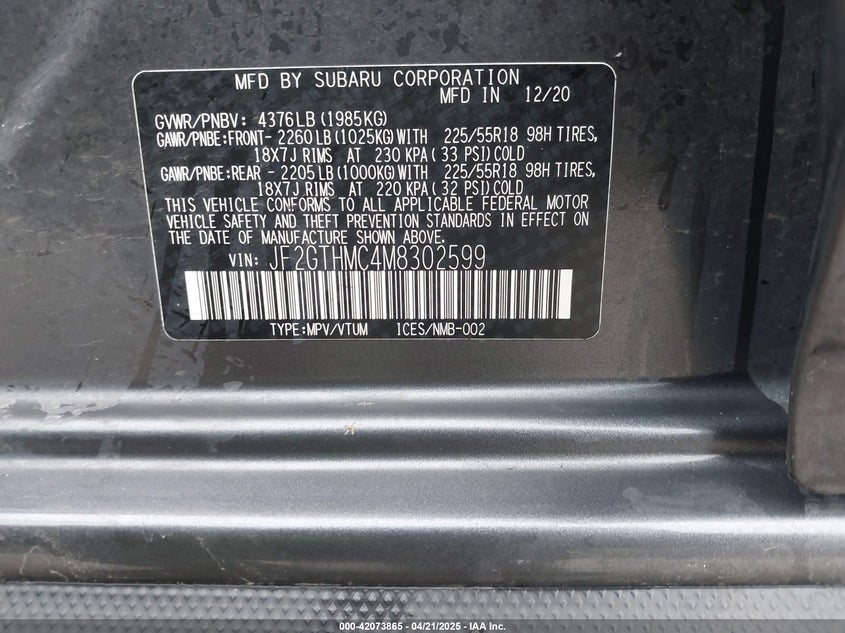 MFD BY SUBARU CORPORATION
MFD IN 12/20
GVWR/PNBV: 4376LB(1985KG)
GAWR/PNBE:FRONT- 2260LB(1025KG)WITH 225/55R18 98H TIRES,
18X7J RIMS AT 230 KPA( 33 PSI)COLD
GAWR/PNBE:REAR - 2205LB(1000KG)WITH 225/55R18 98H TIRES,
18X7J RIMS AT 220 KPA( 32 PSI)COLD
THIS VEHICLE CONFORMS TO ALL APPLICABLE FEDERAL MOTOR
VEHICLE SAFETY AND THEFT PREVENTION STANDARDS IN EFFECT ON
THE DATE OF MANUFACTURE SHOWN ABOVE.
VIN: JF2GTHMC4M8302599
TYPE:MPV/VTUM ICES/NMB-002
000-42073865 - 04/21/2025 - IAA Inc.